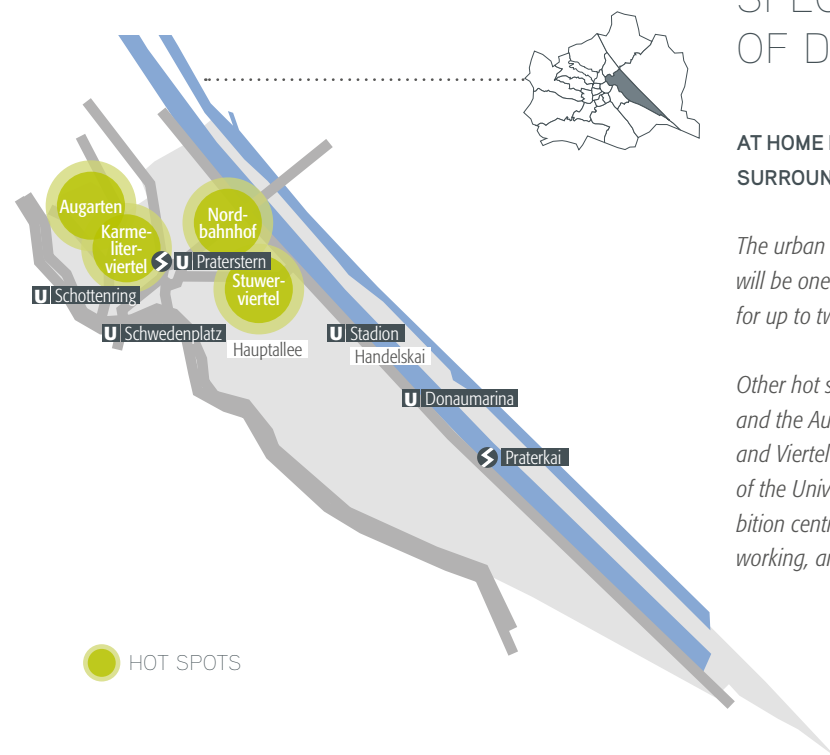 Augarten
Karme-
liter-
viertel
Nord-
bahnhof
S U Praterstern
Stuwer-
viertel
U Schottenring
U Schwedenplatz
Hauptallee
U Stadion
Handelskai
U Donaumarina
S Praterkai
HOT SPOTS
SPEC
OF D
AT HOME
SURROUN
The urban
will be one
for up to tw
Other hot s
and the Au
and Viertel
of the Univ
bition centr
working, an